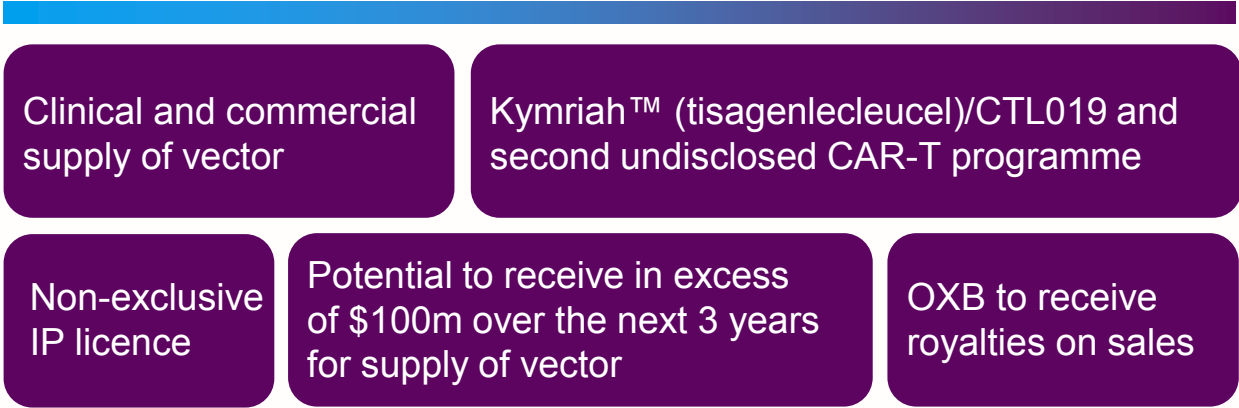 Clinical and commercial
supply of vector
Kymriah™ (tisagenlecleucel)/CTL019 and
second undisclosed CAR-T programme
Non-exclusive
IP licence
Potential to receive in excess
of $100m over the next 3 years
for supply of vector
OXB to receive
royalties on sales